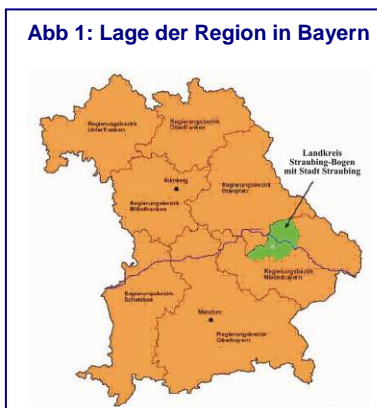 Abb 1: Lage der Region in Bayern
Regierungsbezirk
Unterfranken
Regierungsbezirk
Oberfranken
Landkreis
Straubing-Bogen
mit Stadt Straubing
Nürnberg
Regierungsbezirk
Oberpfalz
Regierungsbezirk
Mittelfranken
Regierungsbezirk
Niederbayern
Regierungsbezirk
Schwaben
München
Regierungsbezirk
Oberbayern